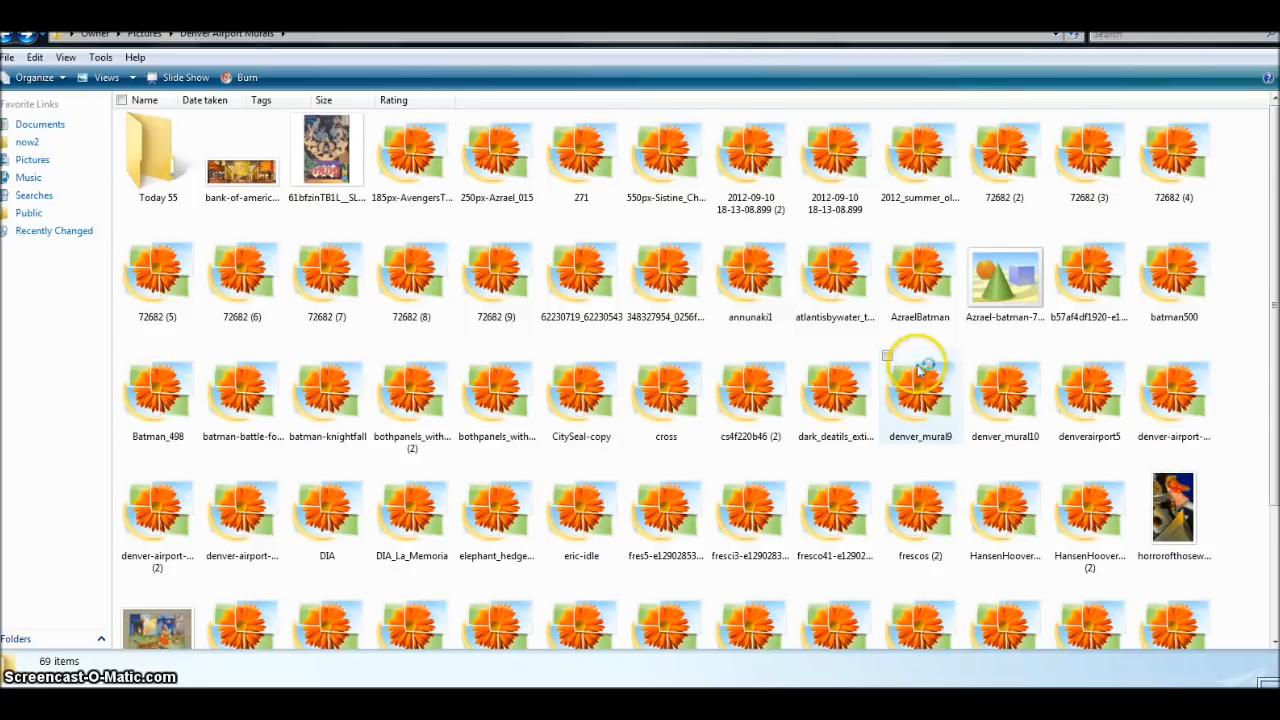 Owner Pictures Denver Airport Murals Search
File Edit View Tools Help
Organize Views Slide Show Burn
Favorite Links
Documents
now2
Pictures
Music
Searches
Public
Recently Changed
Folders
Name Date taken Tags Size Rating
Today 55 bank-of-americ... 61bfzinTB1L__SL... 185px-AvengersT... 250px-Azrael_015 271 550px-Sistine_Ch... 2012-09-10 2012-09-10 2012_summer_ol... 72682 (2) 72682 (3) 72682 (4)
18-13-08.899 (2) 18-13-08.899
72682 (5) 72682 (6) 72682 (7) 72682 (8) 72682 (9) 62230719_62230543 348327954_0256f... annunaki1 atlantisbywater_t... AzraelBatman Azrael-batman-7... b57af4df1920-e1... batman500
Batman_498 batman-battle-fo... batman-knightfall bothpanels_with... bothpanels_with... CitySeal-copy cross cs4f220b46 (2) dark_deatils_exti... denver_mural9 denver_mural10 denverairport5 denver-airport-...
(2)
denver-airport-... denver-airport-... DIA DIA_La_Memoria elephant_hedge... eric-idle fres5-e12902853... fresci3-e1290283... fresco41-e12902... frescos (2) HansenHoover... HansenHoover... horrorofthosew...
(2) (2)
69 items
Screencast-O-Matic.com